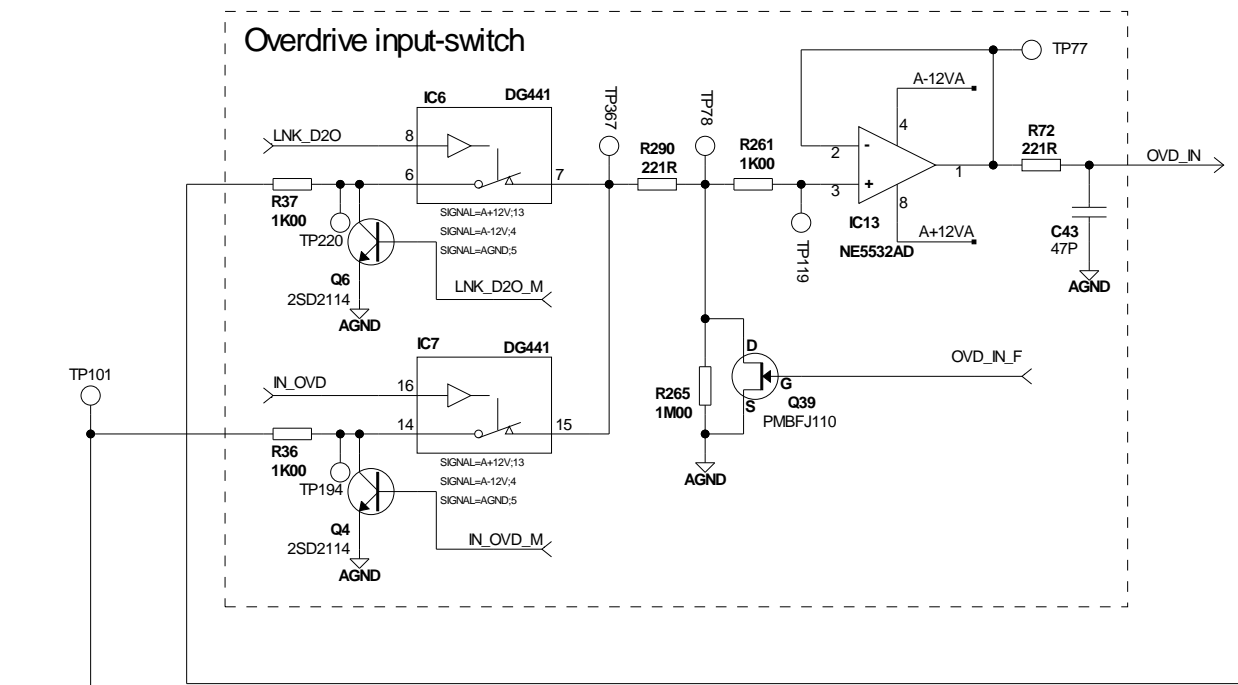 Overdrive input-switch
TP77
IC6 DG441
A-12VA
TP367
TP78
LNK_D2O
8
4
R72
221R
R290
221R
R261
1K00
2
-
OVD_IN
6
7
1
3
+
R37
1K00
SIGNAL=A+12V;13
SIGNAL=A-12V;4
SIGNAL=AGND;5
8
IC13
NE5532AD
A+12VA
C43
47P
TP220
TP119
AGND
Q6
2SD2114
LNK_D2O_M
AGND
IC7 DG441
D
OVD_IN_F
TP101
IN_OVD
16
R265
1M00
G
S
Q39
PMBFJ110
14
15
R36
1K00
SIGNAL=A+12V;13
SIGNAL=A-12V;4
SIGNAL=AGND;5
AGND
TP194
Q4
2SD2114
IN_OVD_M
AGND